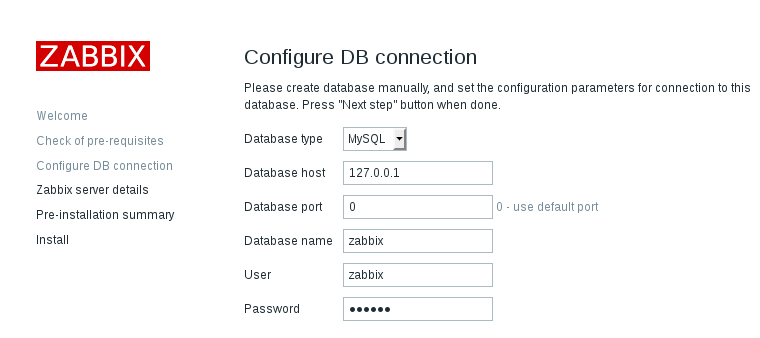 ZABBIX
Welcome
Check of pre-requisites
Configure DB connection
Zabbix server details
Pre-installation summary
Install
Configure DB connection
Please create database manually, and set the configuration parameters for connection to this
database. Press "Next step" button when done.
Database type MySQL
Database host 127.0.0.1
Database port 0 0 - use default port
Database name zabbix
User zabbix
Password ●●●●●●